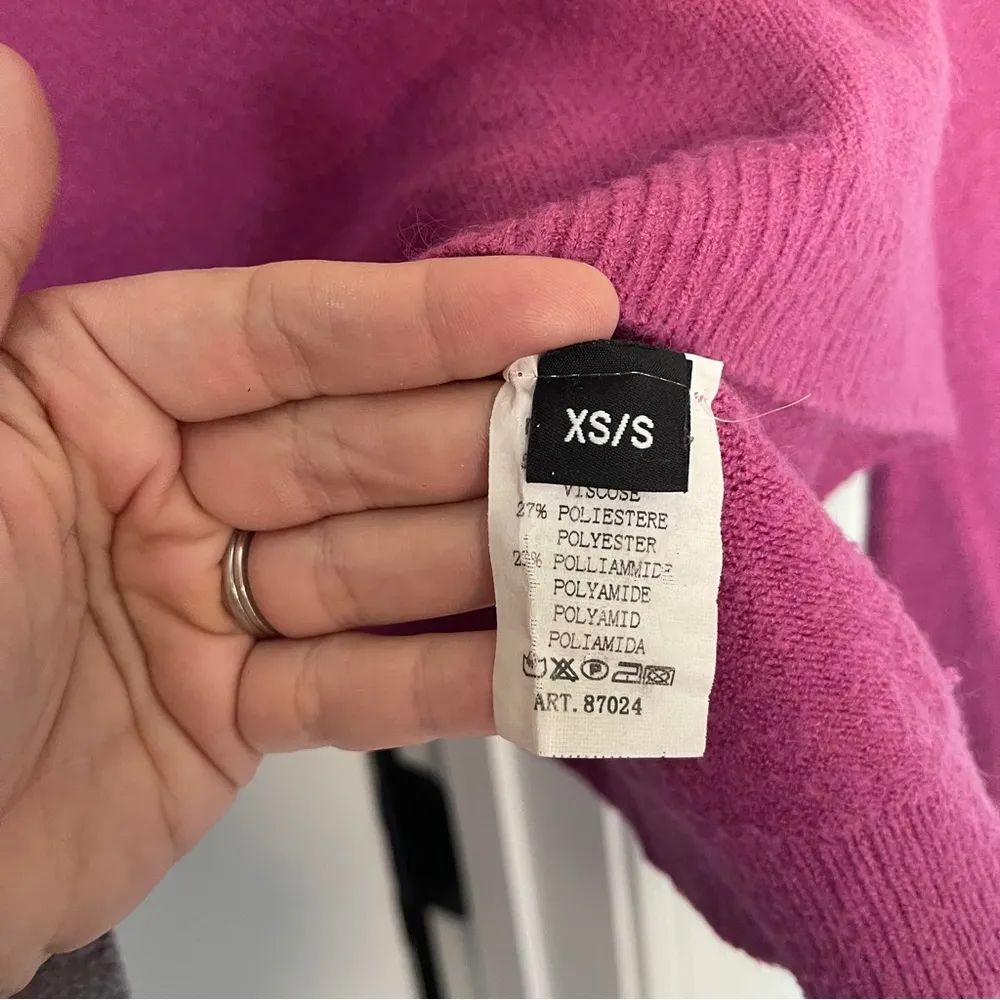 XS/S
VISCOSE
27% POLIESTERE
POLYESTER
POLLIAMMIDE
POLYAMIDE
POLYAMID
POLIAMIDA
P
ART. 87024